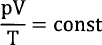 pV/T = const